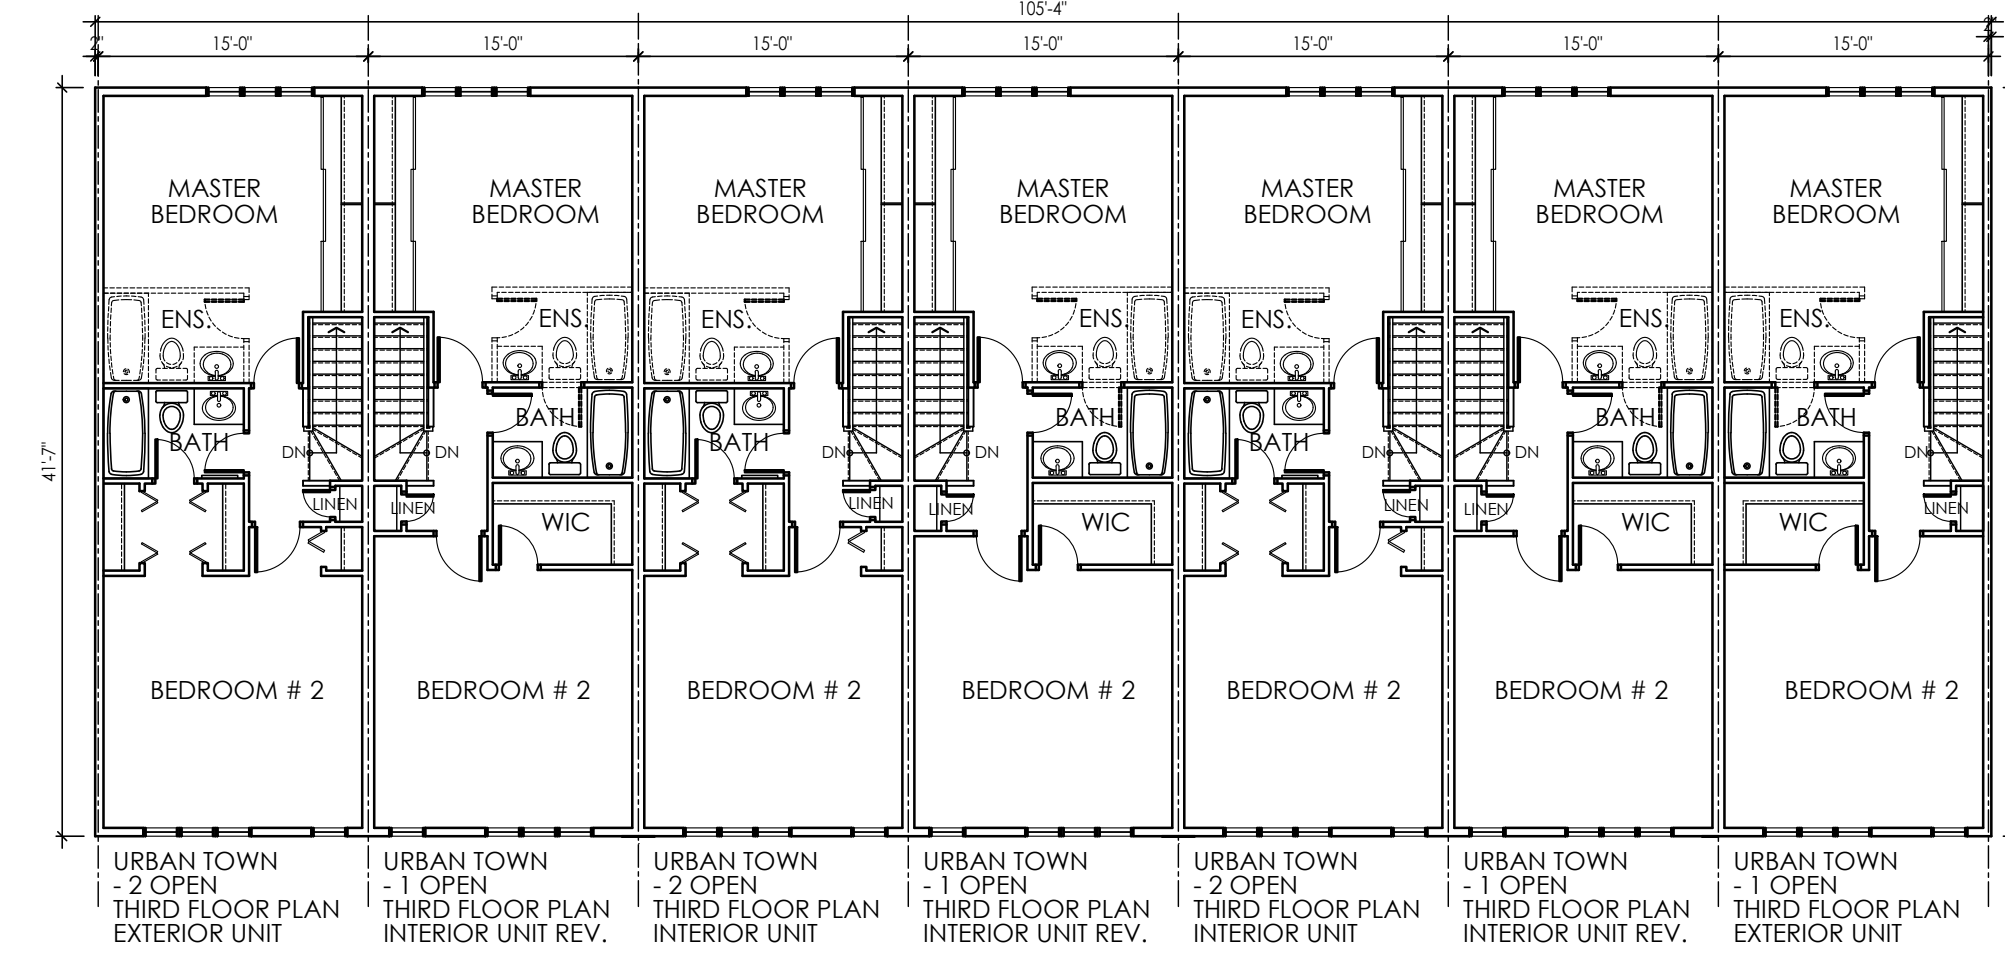 105'-4"
2"
15'-0"
15'-0"
15'-0"
15'-0"
15'-0"
15'-0"
15'-0"
41'-7"
MASTER
BEDROOM
MASTER
BEDROOM
MASTER
BEDROOM
MASTER
BEDROOM
MASTER
BEDROOM
MASTER
BEDROOM
MASTER
BEDROOM
ENS.
ENS.
ENS.
ENS.
ENS.
ENS.
ENS.
BATH
BATH
BATH
BATH
BATH
BATH
BATH
DN
DN
DN
DN
DN
DN
DN
LINEN
LINEN
LINEN
LINEN
LINEN
LINEN
LINEN
WIC
WIC
WIC
WIC
BEDROOM # 2
BEDROOM # 2
BEDROOM # 2
BEDROOM # 2
BEDROOM # 2
BEDROOM # 2
BEDROOM # 2
URBAN TOWN
- 2 OPEN
THIRD FLOOR PLAN
EXTERIOR UNIT
URBAN TOWN
- 1 OPEN
THIRD FLOOR PLAN
INTERIOR UNIT REV.
URBAN TOWN
- 2 OPEN
THIRD FLOOR PLAN
INTERIOR UNIT
URBAN TOWN
- 1 OPEN
THIRD FLOOR PLAN
INTERIOR UNIT REV.
URBAN TOWN
- 2 OPEN
THIRD FLOOR PLAN
INTERIOR UNIT
URBAN TOWN
- 1 OPEN
THIRD FLOOR PLAN
INTERIOR UNIT REV.
URBAN TOWN
- 1 OPEN
THIRD FLOOR PLAN
EXTERIOR UNIT